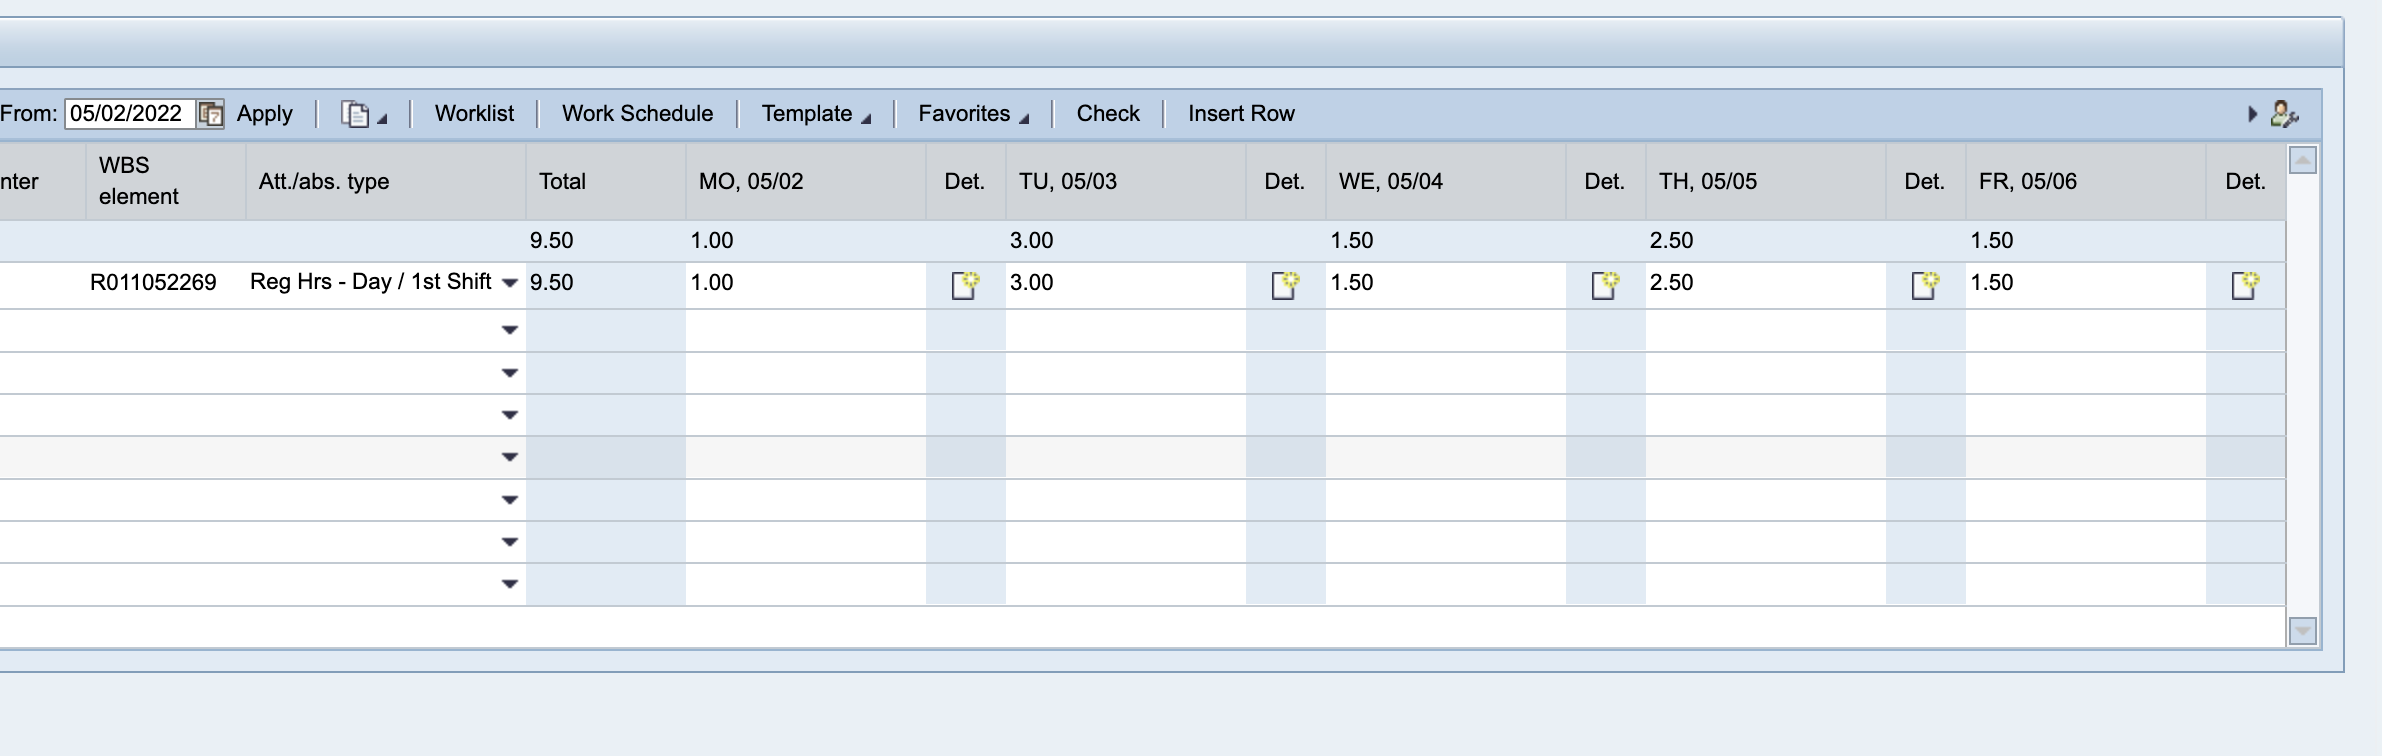 From: 05/02/2022 Apply Worklist Work Schedule Template Favorites Check Insert Row
nter WBS element Att./abs. type Total MO, 05/02 Det. TU, 05/03 Det. WE, 05/04 Det. TH, 05/05 Det. FR, 05/06 Det.
9.50 1.00 3.00 1.50 2.50 1.50
R011052269 Reg Hrs - Day / 1st Shift 9.50 1.00 3.00 1.50 2.50 1.50